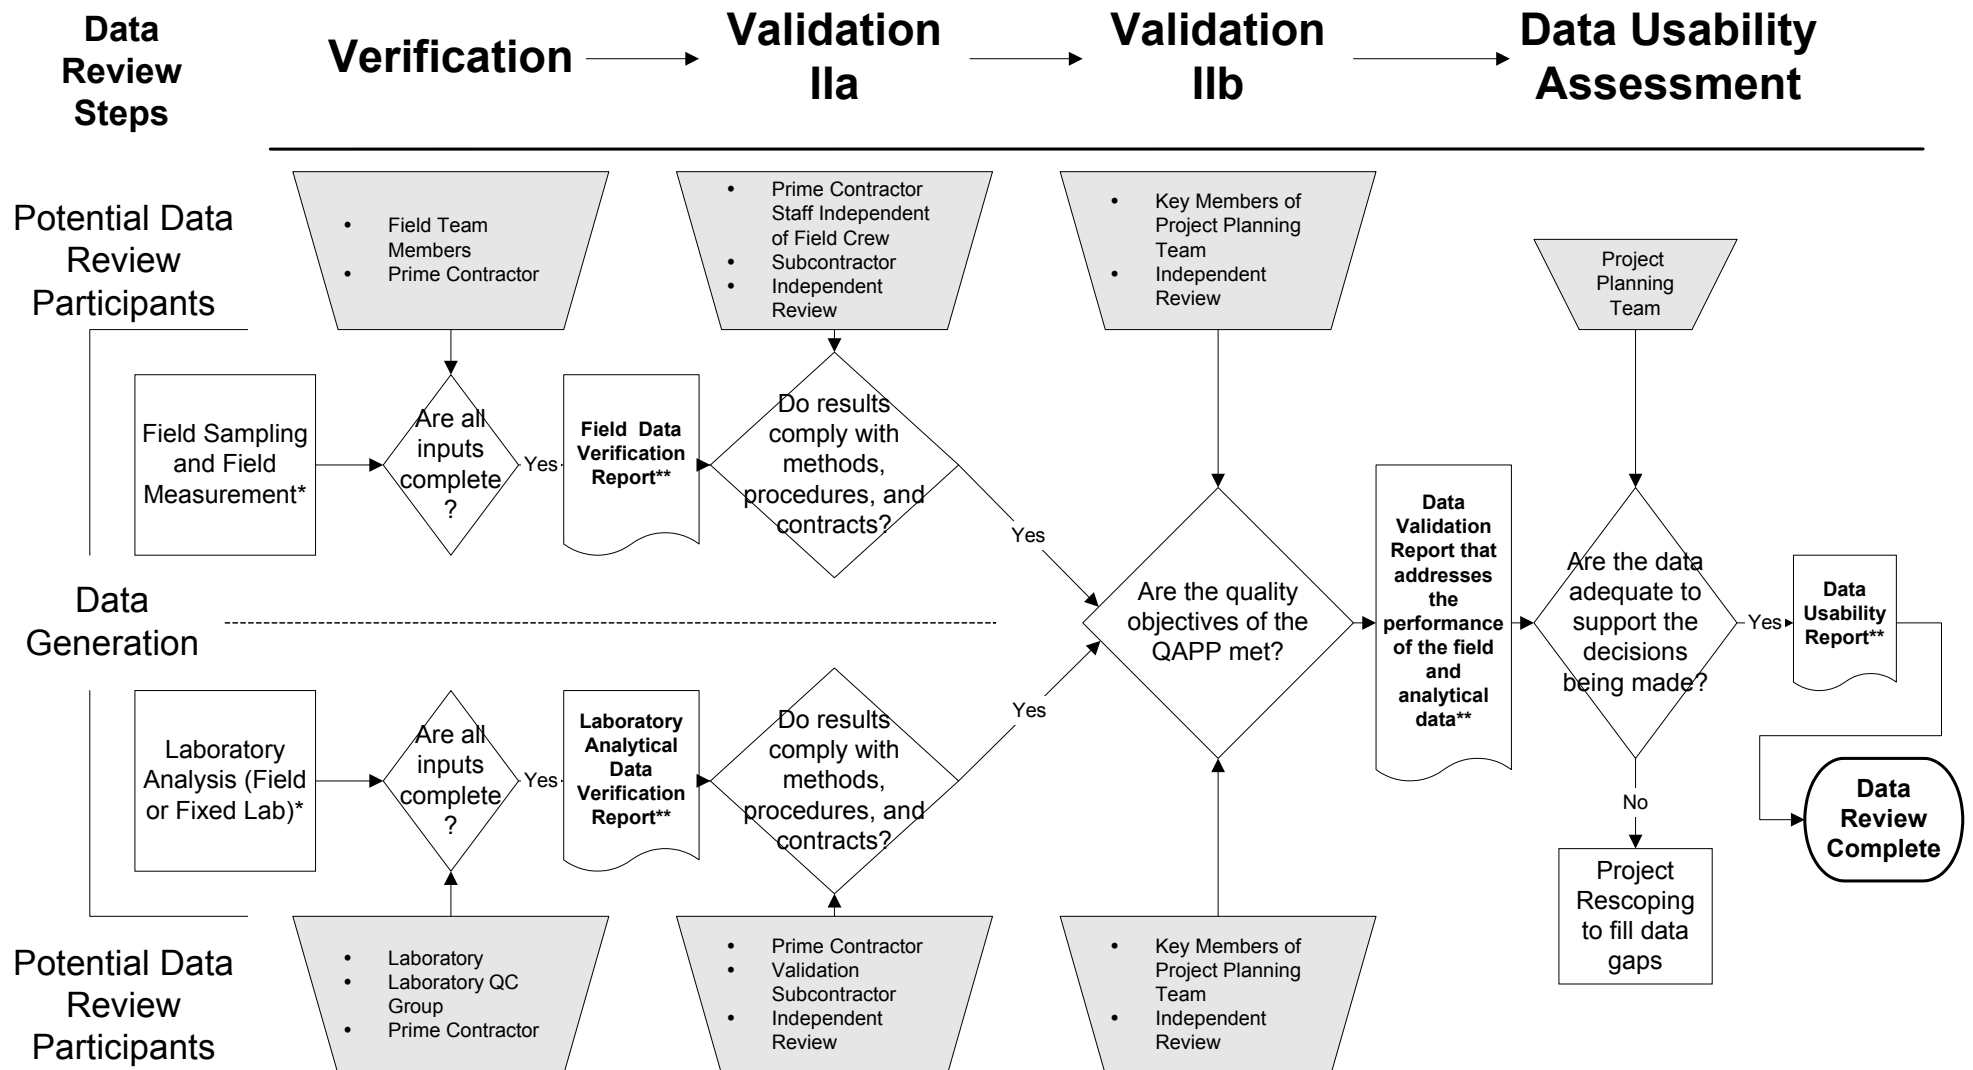 Data
Review
Steps
Verification
Validation
IIa
Validation
IIb
Data Usability
Assessment
Potential Data
Review
Participants
• Field Team
Members
• Prime Contractor
• Prime Contractor
Staff Independent
of Field Crew
• Subcontractor
• Independent
Review
• Key Members of
Project Planning
Team
• Independent
Review
Project
Planning
Team
Field Sampling
and Field
Measurement*
Are all
inputs
complete
?
Yes
Field Data
Verification
Report**
Do results
comply with
methods,
procedures, and
contracts?
Yes
Data
Generation
Are the quality
objectives of the
QAPP met?
Data
Validation
Report that
addresses
the
performance
of the field
and
analytical
data**
Are the data
adequate to
support the
decisions
being made?
Yes
Data
Usability
Report**
Laboratory
Analysis (Field
or Fixed Lab)*
Are all
inputs
complete
?
Yes
Laboratory
Analytical
Data
Verification
Report**
Do results
comply with
methods,
procedures, and
contracts?
Yes
No
Project
Rescoping
to fill data
gaps
Data
Review
Complete
Potential Data
Review
Participants
• Laboratory
• Laboratory QC
Group
• Prime Contractor
• Prime Contractor
• Validation
Subcontractor
• Independent
Review
• Key Members of
Project Planning
Team
• Independent
Review